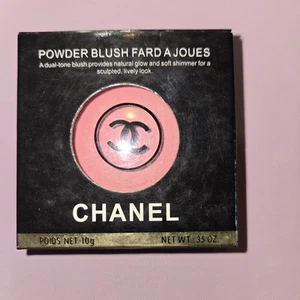 POWDER BLUSH FARD A JOUES
A dual-tone blush provides natural glow and soft shimmer for a
sculpted, lively look.
CHANEL
POIDS NET 10g NET WT .35 OZ.